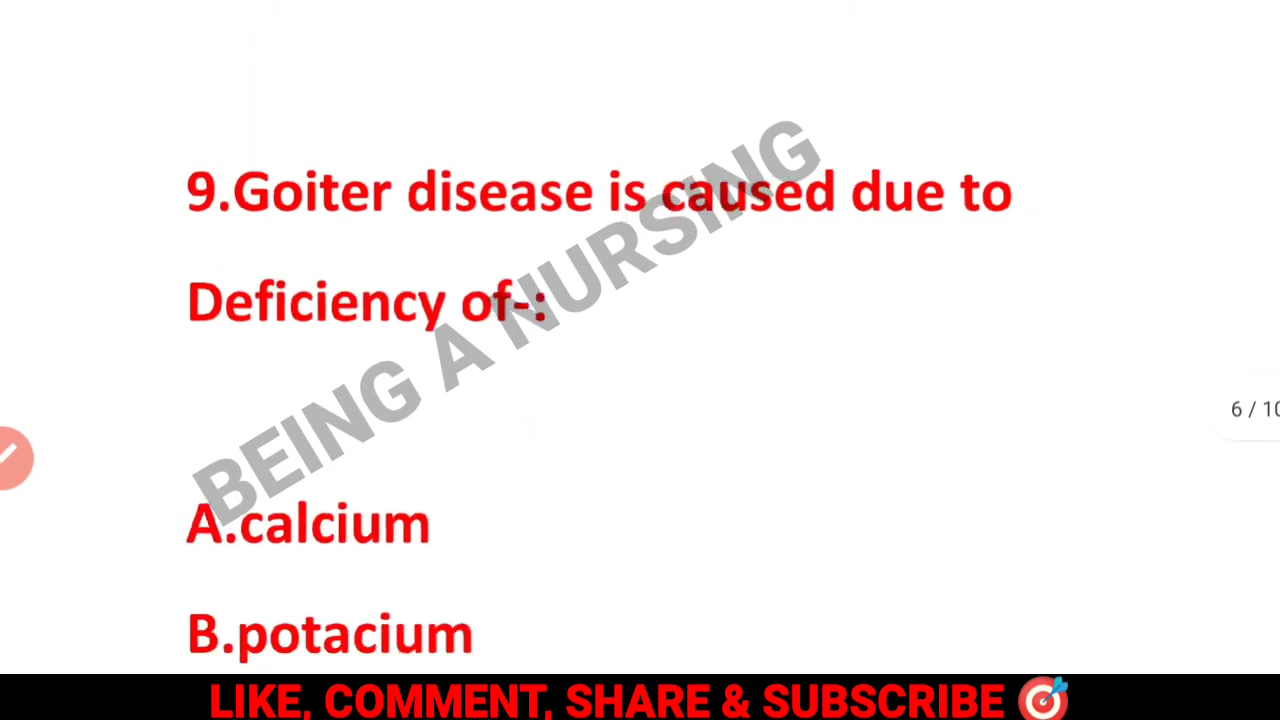 9.Goiter disease is caused due to
Deficiency of-:
BEING A NURSING
6 / 10
A.calcium
B.potacium
LIKE, COMMENT, SHARE & SUBSCRIBE